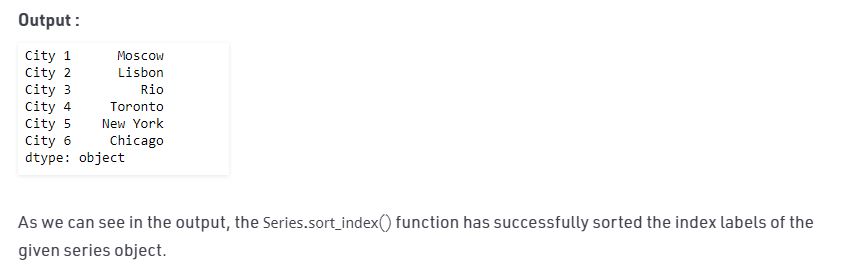 Output :
City 1 Moscow
City 2 Lisbon
City 3 Rio
City 4 Toronto
City 5 New York
City 6 Chicago
dtype: object
As we can see in the output, the Series.sort_index() function has successfully sorted the index labels of the
given series object.